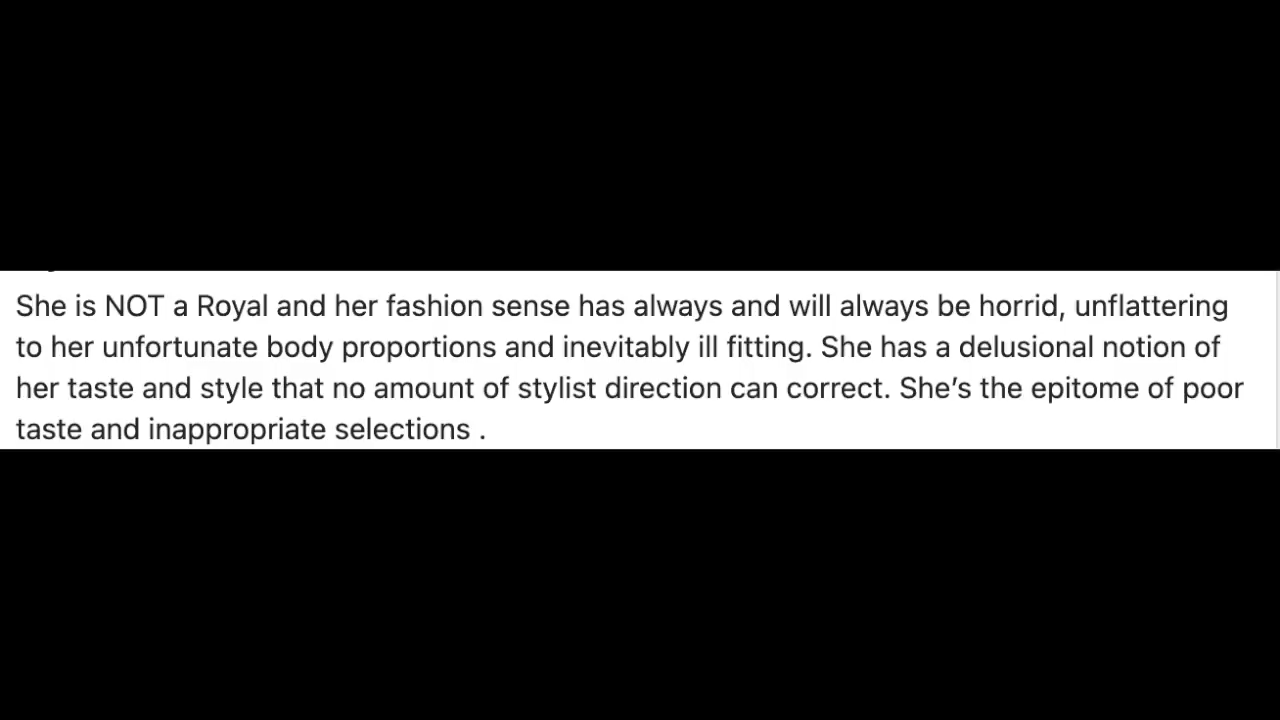 She is NOT a Royal and her fashion sense has always and will always be horrid, unflattering
to her unfortunate body proportions and inevitably ill fitting. She has a delusional notion of
her taste and style that no amount of stylist direction can correct. She’s the epitome of poor
taste and inappropriate selections .